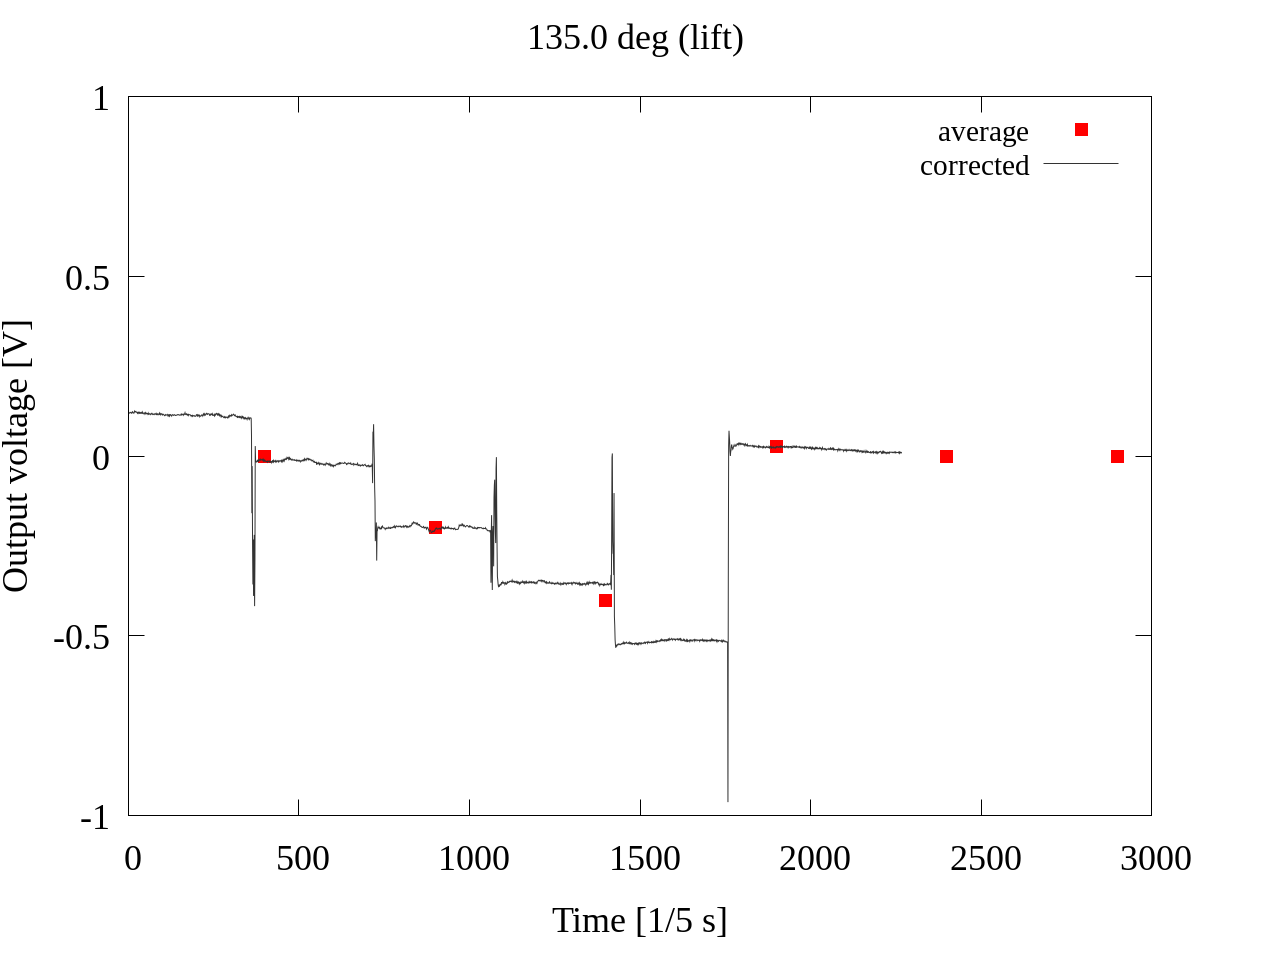 135.0 deg (lift)
average
corrected
1
0.5
0
-0.5
-1
Output voltage [V]
0 500 1000 1500 2000 2500 3000
Time [1/5 s]